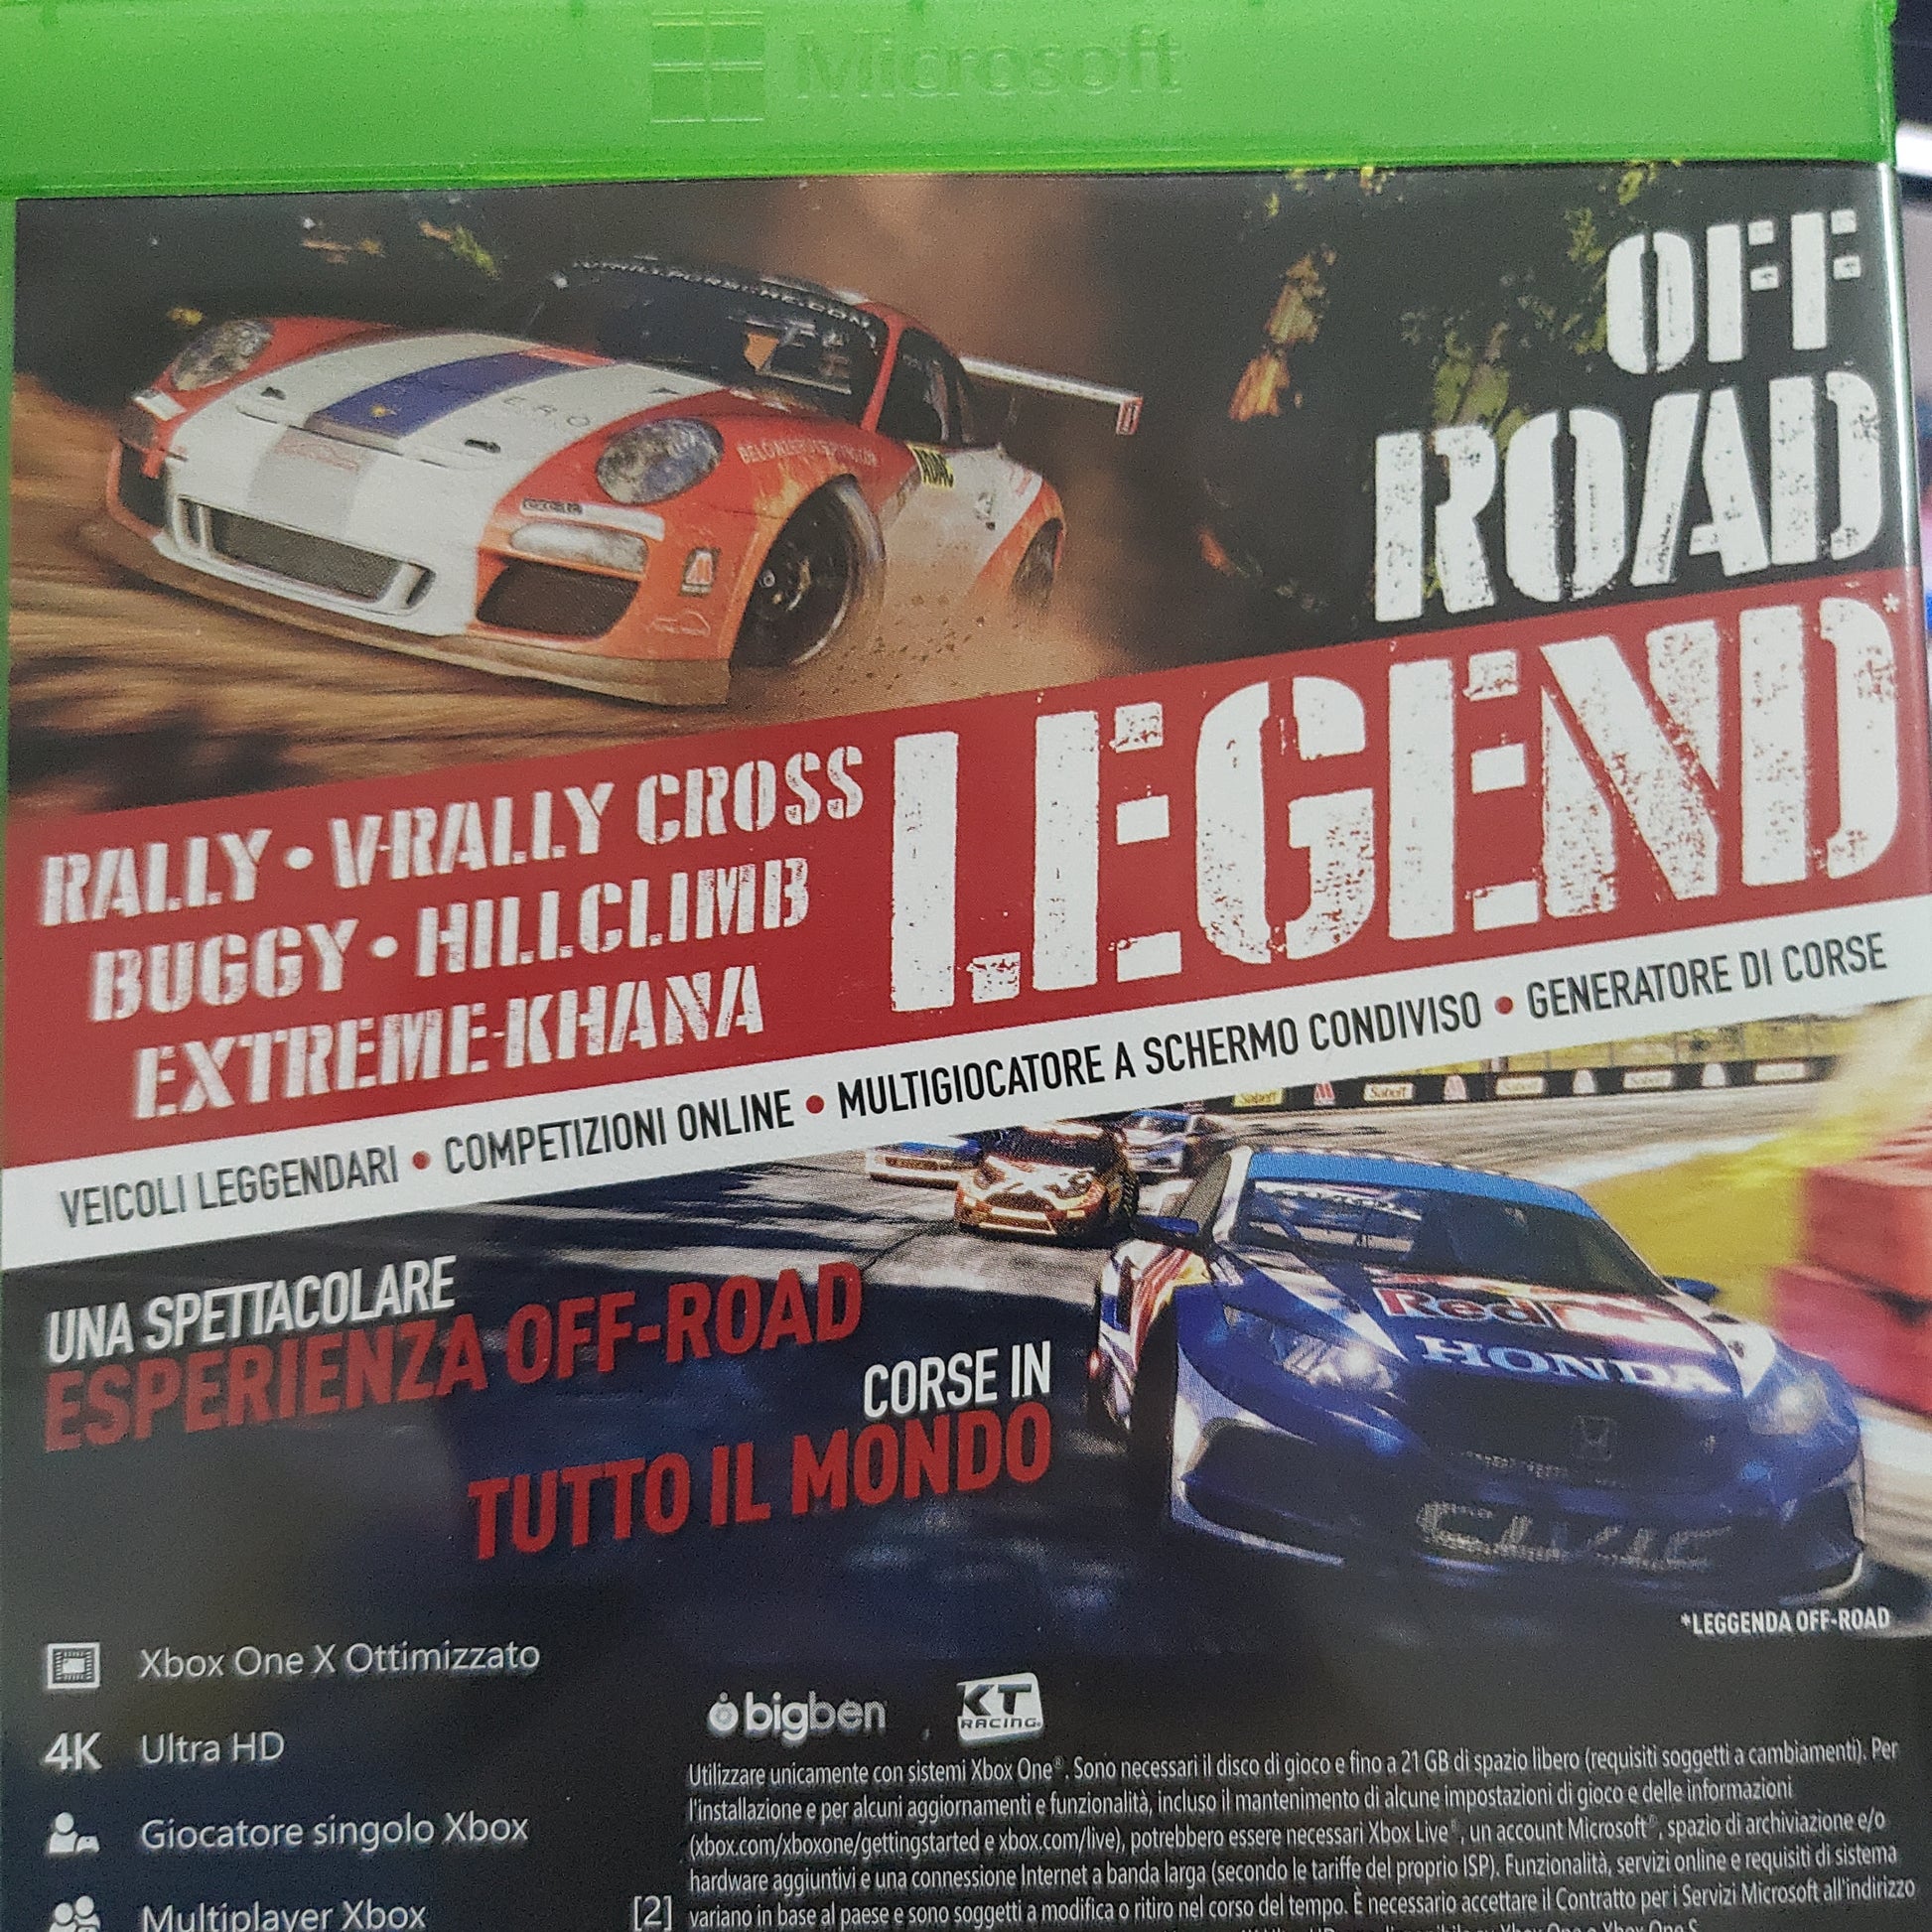 Microsoft
OFF
ROAD
LEGEND*
RALLY • V-RALLY CROSS
BUGGY • HILLCLIMB
EXTREME-KHANA
VEICOLI LEGGENDARI • COMPETIZIONI ONLINE • MULTIGIOCATORE A SCHERMO CONDIVISO • GENERATORE DI CORSE
Sabelt
Sabelt
UNA SPETTACOLARE
ESPERIENZA OFF-ROAD
CORSE IN
TUTTO IL MONDO
Red
HONDA
CIVIC
*LEGGENDA OFF-ROAD
Xbox One X Ottimizzato
4K Ultra HD
Giocatore singolo Xbox
Multiplayer Xbox [2]
bigben
KT
RACING
Utilizzare unicamente con sistemi Xbox One®. Sono necessari il disco di gioco e fino a 21 GB di spazio libero (requisiti soggetti a cambiamenti). Per
l'installazione e per alcuni aggiornamenti e funzionalità, incluso il mantenimento di alcune impostazioni di gioco e delle informazioni
(xbox.com/xboxone/gettingstarted e xbox.com/live), potrebbero essere necessari Xbox Live®, un account Microsoft®, spazio di archiviazione e/o
hardware aggiuntivi e una connessione Internet a banda larga (secondo le tariffe del proprio ISP). Funzionalità, servizi online e requisiti di sistema
variano in base al paese e sono soggetti a modifica o ritiro nel corso del tempo. È necessario accettare il Contratto per i Servizi Microsoft all'indirizzo